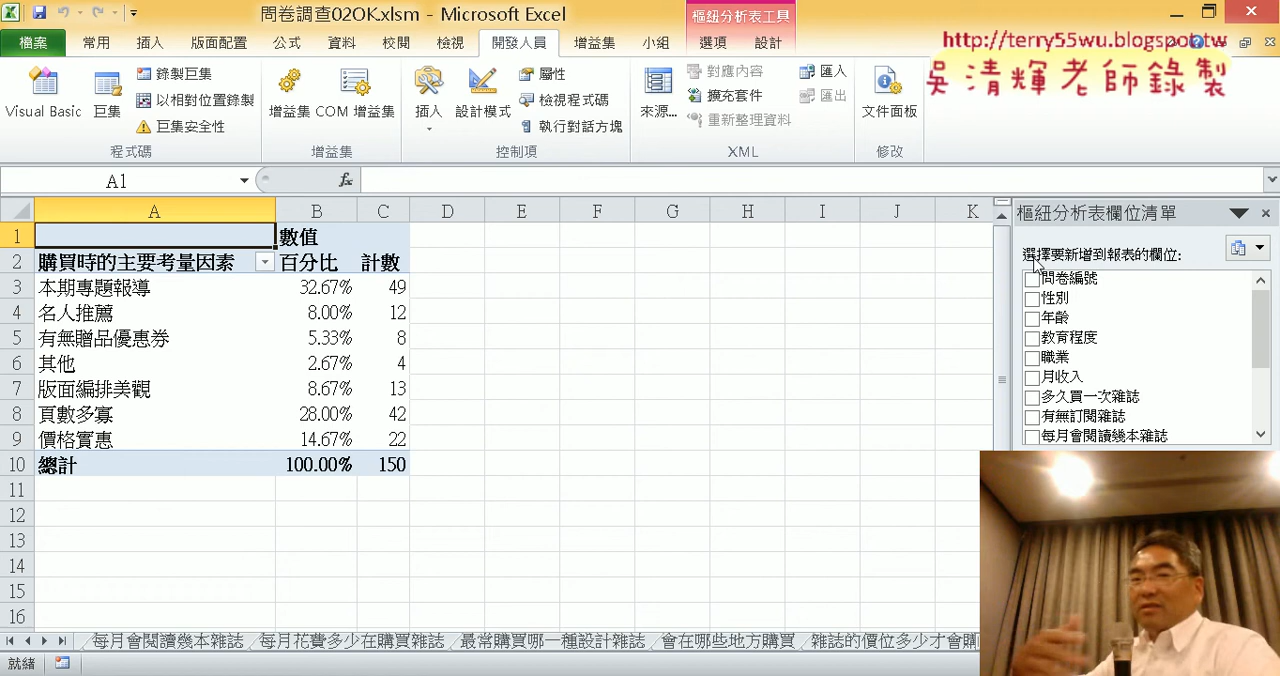 問卷調查02OK.xlsm - Microsoft Excel
樞紐分析表工具
檔案 常用 插入 版面配置 公式 資料 校閱 檢視 開發人員 增益集 小組 選項 設計
http://terry55wu.blogspot.tw
吳清輝老師錄製
Visual Basic 巨集 錄製巨集 以相對位置錄製 巨集安全性
程式碼
增益集 COM 增益集
增益集
插入 設計模式 屬性 檢視程式碼 執行對話方塊
控制項
來源... 對應內容 擴充套件 重新整理資料 匯入 匯出
XML
文件面板
修改
A1 fx
A B C D E F G H I J K
1 數值
2 購買時的主要考量因素 百分比 計數
3 本期專題報導 32.67% 49
4 名人推薦 8.00% 12
5 有無贈品優惠券 5.33% 8
6 其他 2.67% 4
7 版面編排美觀 8.67% 13
8 頁數多寡 28.00% 42
9 價格實惠 14.67% 22
10 總計 100.00% 150
11
12
13
14
15
16
樞紐分析表欄位清單
選擇要新增到報表的欄位:
問卷編號
性別
年齡
教育程度
職業
月收入
多久買一次雜誌
有無訂閱雜誌
每月會閱讀幾本雜誌
每月會閱讀幾本雜誌 每月花費多少在購買雜誌 最常購買哪一種設計雜誌 會在哪些地方購買 雜誌的價位多少才會購
就緒